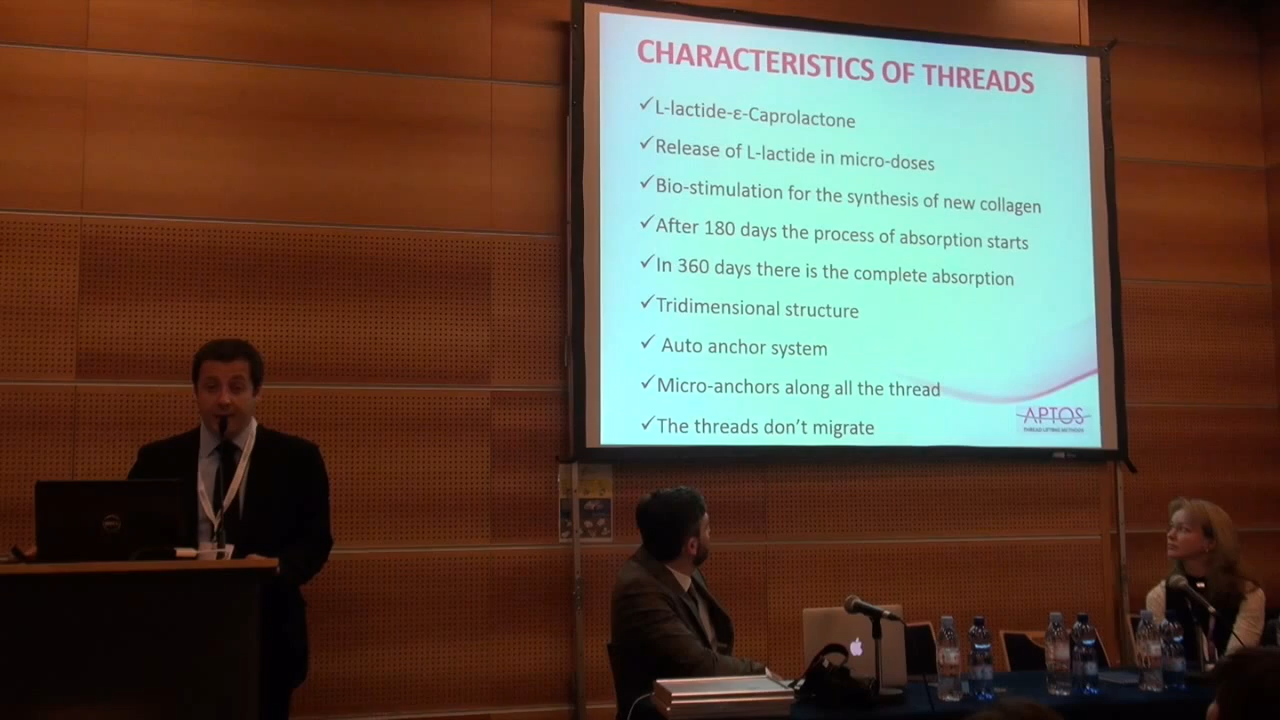 CHARACTERISTICS OF THREADS
✓L-lactide-ε-Caprolactone
✓Release of L-lactide in micro-doses
✓Bio-stimulation for the synthesis of new collagen
✓After 180 days the process of absorption starts
✓In 360 days there is the complete absorption
✓Tridimensional structure
✓ Auto anchor system
✓Micro-anchors along all the thread
✓The threads don't migrate
APTOS
THREAD LIFTING METHODS